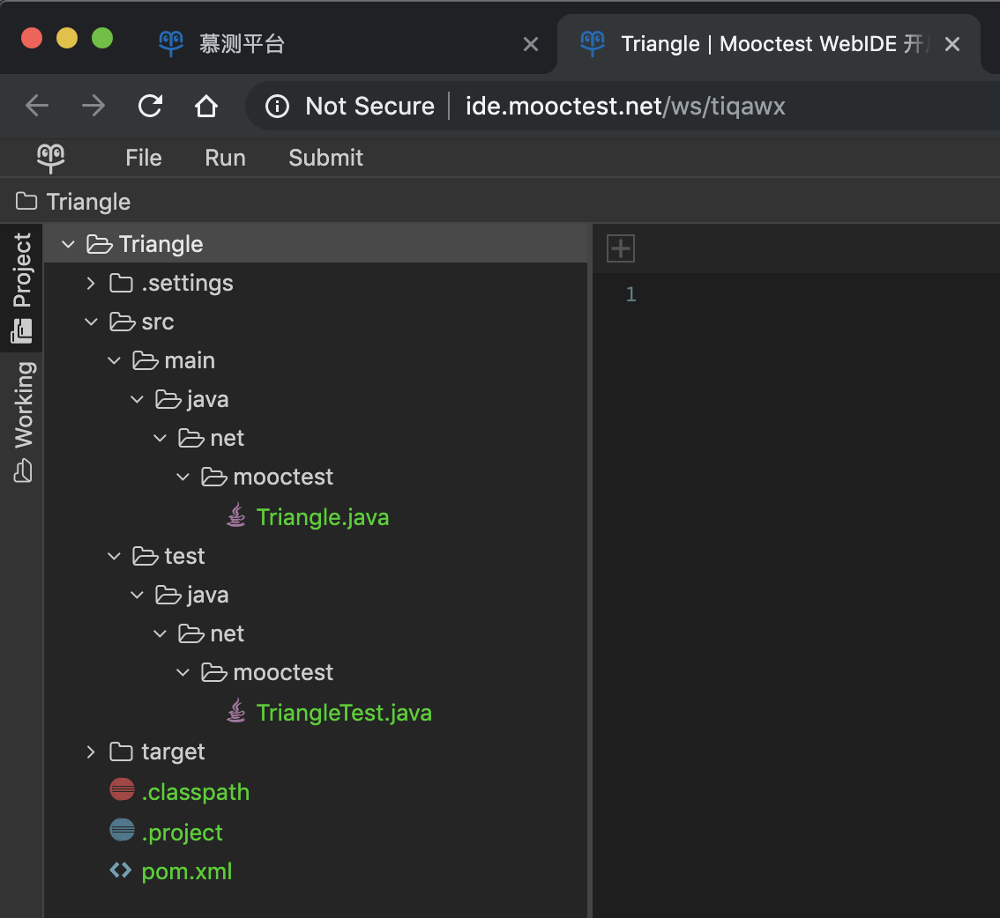 慕测平台
Triangle | Mooctest WebIDE 开
Not Secure | ide.mooctest.net/ws/tiqawx
File Run Submit
Triangle
Project
Working
Triangle
.settings
src
main
java
net
mooctest
Triangle.java
test
java
net
mooctest
TriangleTest.java
target
.classpath
.project
pom.xml
1